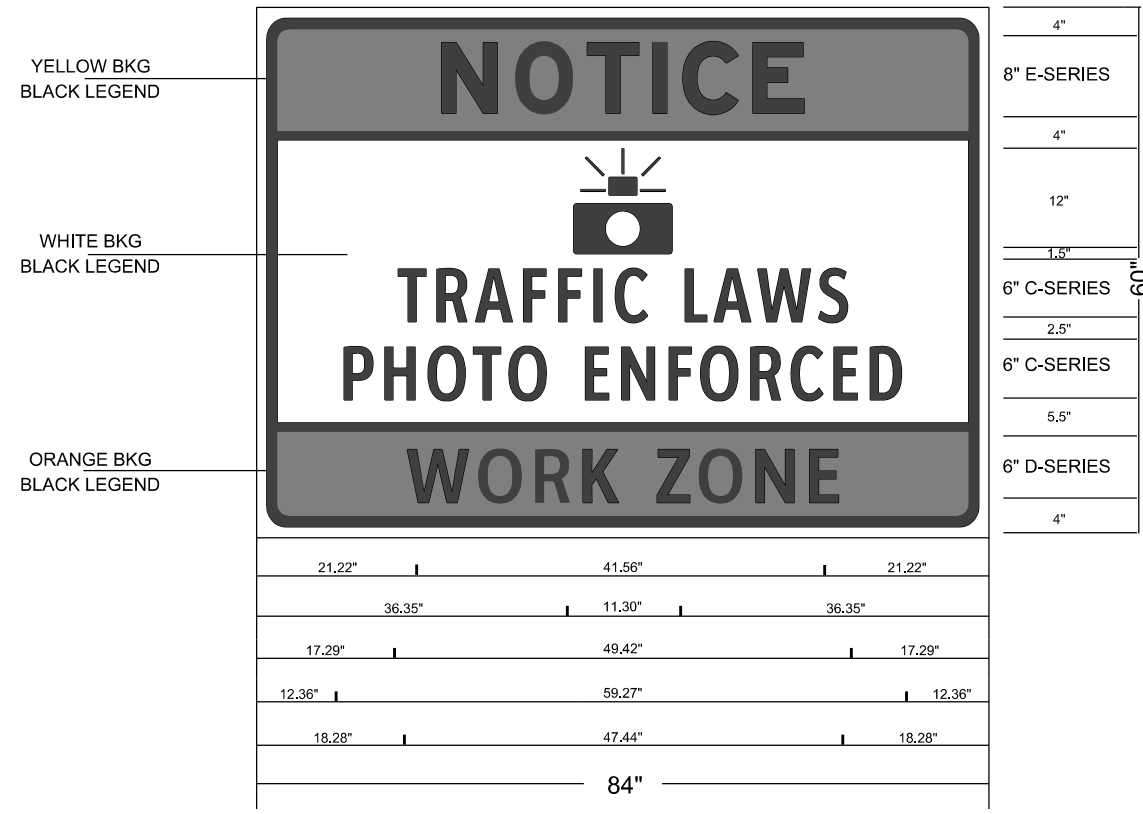 YELLOW BKG
BLACK LEGEND
WHITE BKG
BLACK LEGEND
ORANGE BKG
BLACK LEGEND
NOTICE
TRAFFIC LAWS
PHOTO ENFORCED
WORK ZONE
4"
8" E-SERIES
4"
12"
1.5"
6" C-SERIES
2.5"
6" C-SERIES
5.5"
6" D-SERIES
4"
60"
21.22" 41.56" 21.22"
36.35" 11.30" 36.35"
17.29" 49.42" 17.29"
12.36" 59.27" 12.36"
18.28" 47.44" 18.28"
84"